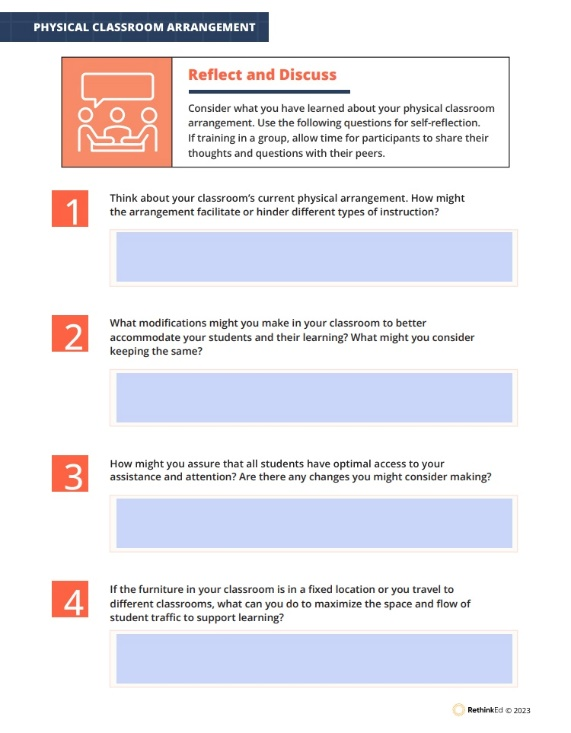 PHYSICAL CLASSROOM ARRANGEMENT
Reflect and Discuss
Consider what you have learned about your physical classroom
arrangement. Use the following questions for self-reflection.
If training in a group, allow time for participants to share their
thoughts and questions with their peers.
1
Think about your classroom’s current physical arrangement. How might
the arrangement facilitate or hinder different types of instruction?
2
What modifications might you make in your classroom to better
accommodate your students and their learning? What might you consider
keeping the same?
3
How might you assure that all students have optimal access to your
assistance and attention? Are there any changes you might consider making?
4
If the furniture in your classroom is in a fixed location or you travel to
different classrooms, what can you do to maximize the space and flow of
student traffic to support learning?
RethinkEd © 2023